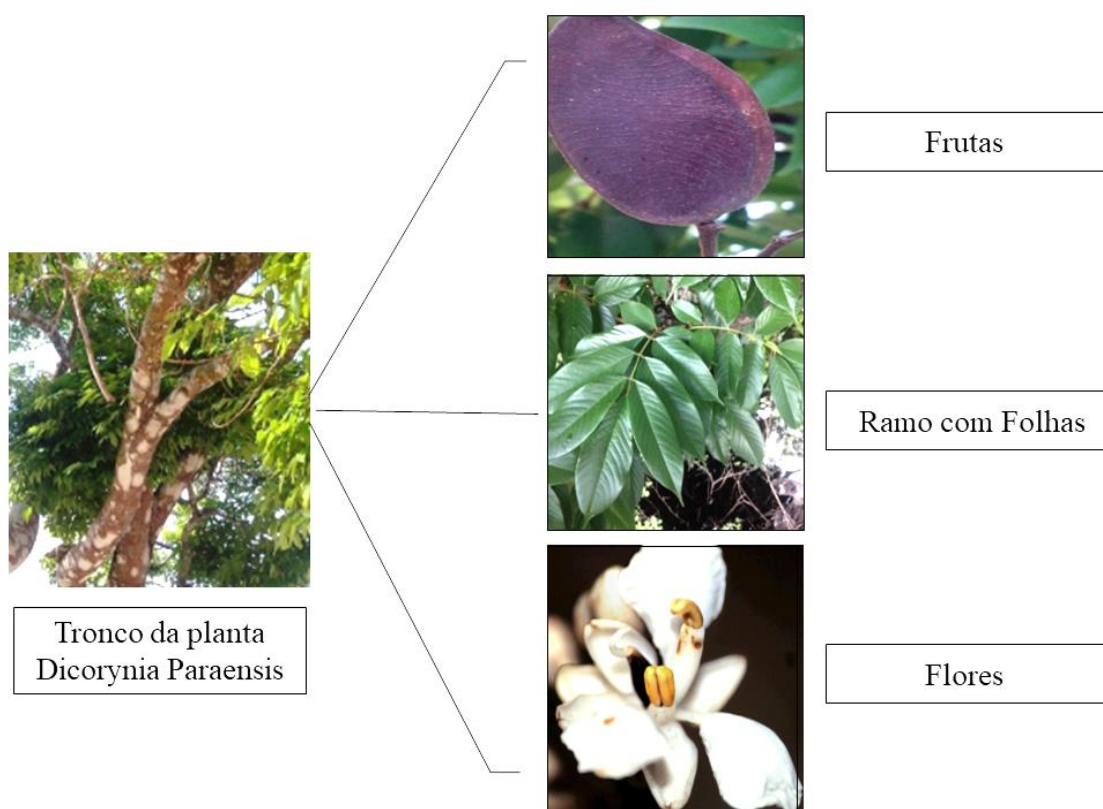 Frutas
Ramo com Folhas
Tronco da planta
Dicorynia Paraensis
Flores